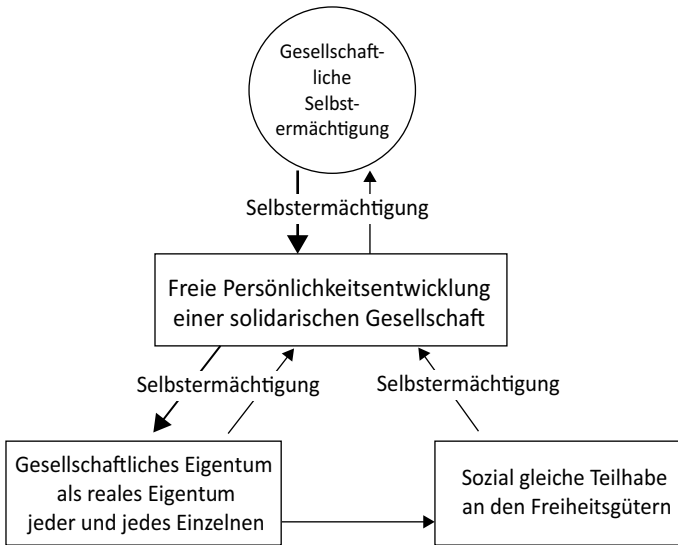 Gesellschaft-
liche
Selbst-
ermächtigung
Selbstermächtigung
Freie Persönlichkeitsentwicklung
einer solidarischen Gesellschaft
Selbstermächtigung
Selbstermächtigung
Gesellschaftliches Eigentum
als reales Eigentum
jeder und jedes Einzelnen
Sozial gleiche Teilhabe
an den Freiheitsgütern